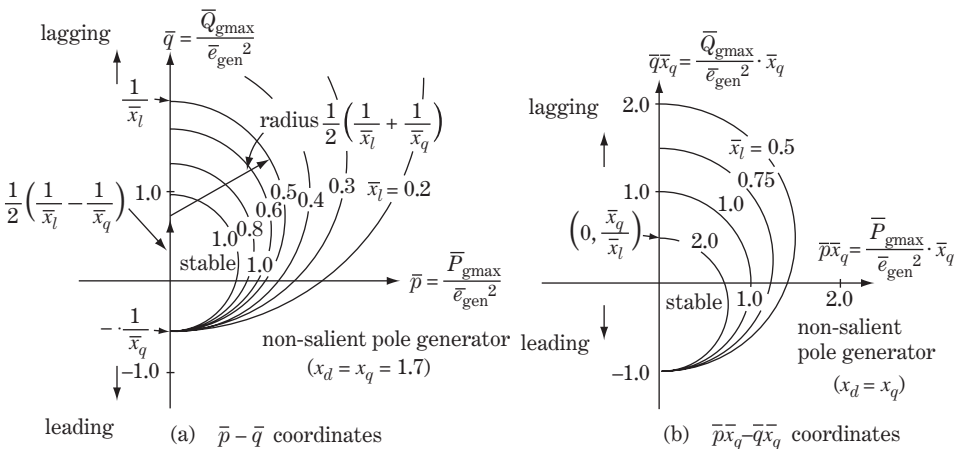 lagging
q̄ = Q̄gmax / ēgen²
1 / x̄l
radius 1/2 (1/x̄l + 1/x̄q)
1.0
1/2 (1/x̄l − 1/x̄q)
0.5
0.6
0.8
1.0
0.4
0.3
x̄l = 0.2
stable
1.0
p̄ = P̄gmax / ēgen²
− · 1 / x̄q
−1.0
non-salient pole generator
(xd = xq = 1.7)
leading
(a) p̄ − q̄ coordinates
q̄x̄q = Q̄gmax / ēgen² · x̄q
lagging
2.0
x̄l = 0.5
0.75
1.0
1.0
(0, x̄q / x̄l)
2.0
p̄x̄q = P̄gmax / ēgen² · x̄q
stable
1.0
2.0
leading
non-salient
pole generator
−1.0
(xd = xq)
(b) p̄x̄q–q̄x̄q coordinates